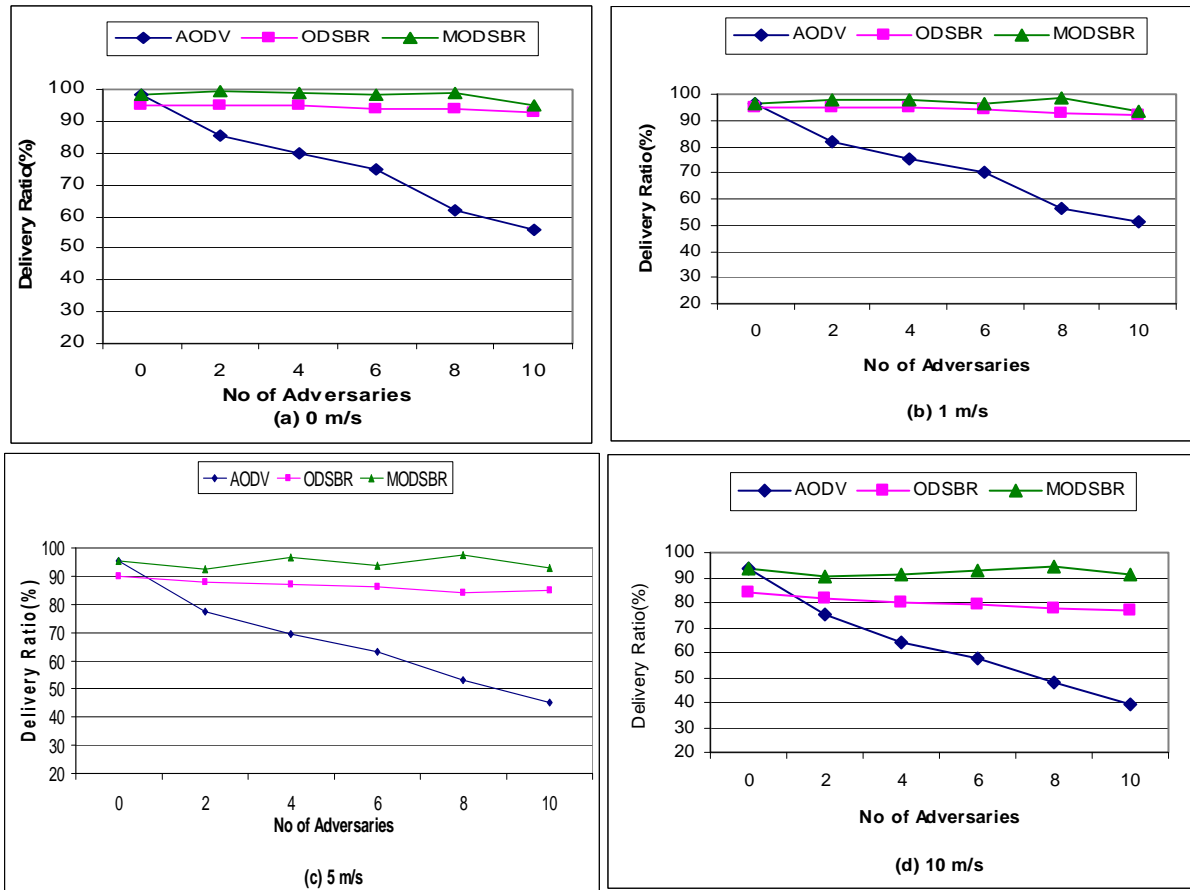 AODV ODSBR MODSBR
Delivery Ratio(%)
100
90
80
70
60
50
40
30
20
0 2 4 6 8 10
No of Adversaries
(a) 0 m/s
AODV ODSBR MODSBR
Delivery Ratio(%)
100
90
80
70
60
50
40
30
20
0 2 4 6 8 10
No of Adversaries
(b) 1 m/s
AODV ODSBR MODSBR
Delivery Ratio(%)
100
90
80
70
60
50
40
30
20
0 2 4 6 8 10
No of Adversaries
(c) 5 m/s
AODV ODSBR MODSBR
Delivery Ratio(%)
100
90
80
70
60
50
40
30
20
0 2 4 6 8 10
No of Adversaries
(d) 10 m/s